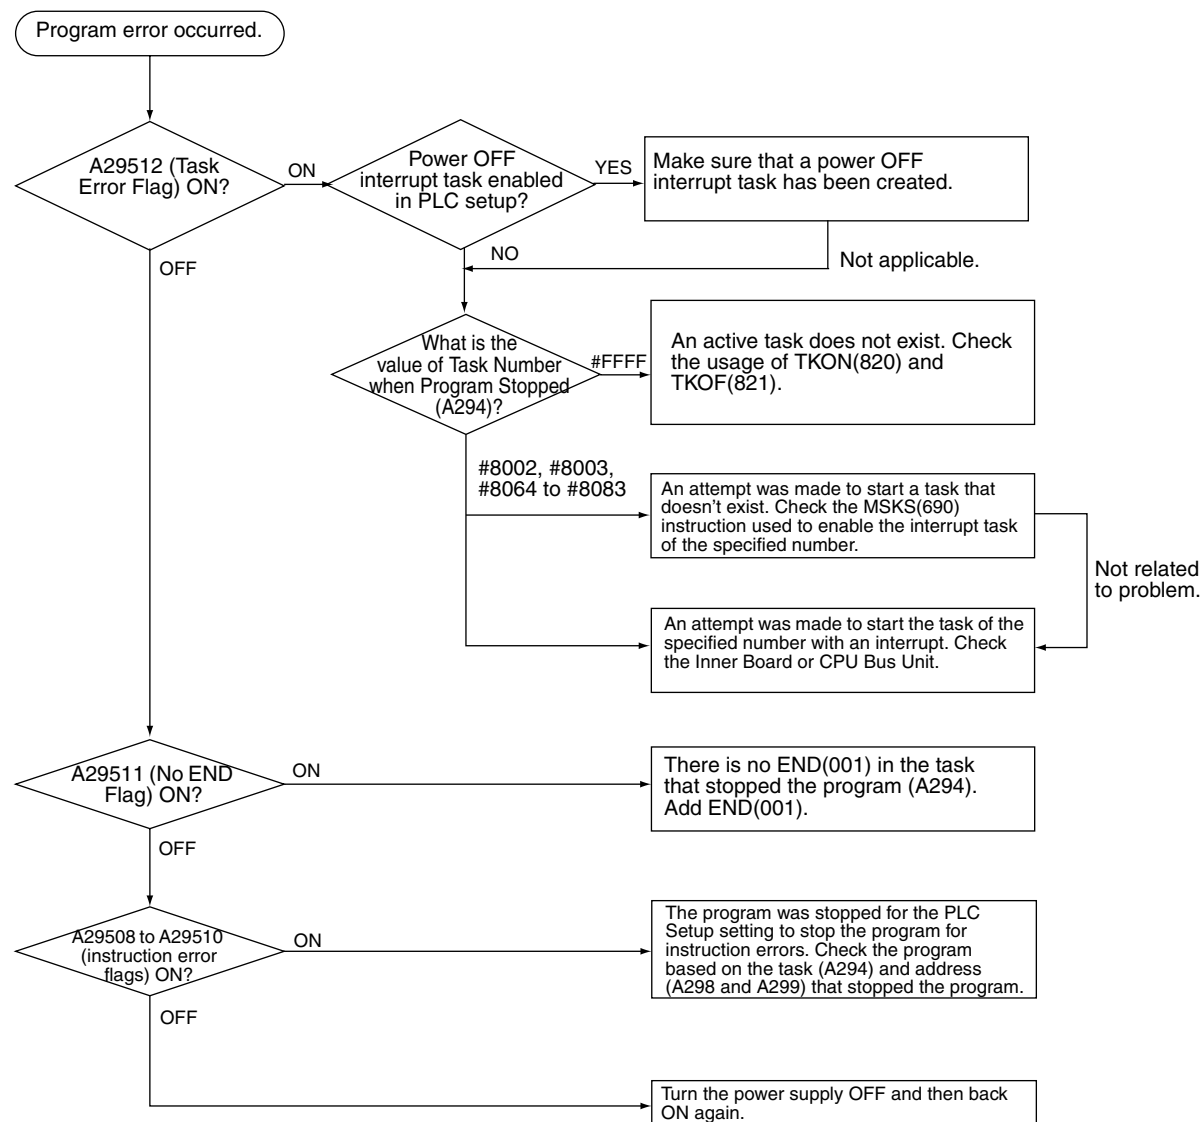 Program error occurred.
A29512 (Task
Error Flag) ON?
ON
Power OFF
interrupt task enabled
in PLC setup?
YES
Make sure that a power OFF
interrupt task has been created.
OFF
NO
Not applicable.
What is the
value of Task Number
when Program Stopped
(A294)?
#FFFF
An active task does not exist. Check
the usage of TKON(820) and
TKOF(821).
#8002, #8003,
#8064 to #8083
An attempt was made to start a task that
doesn't exist. Check the MSKS(690)
instruction used to enable the interrupt task
of the specified number.
Not related
to problem.
An attempt was made to start the task of the
specified number with an interrupt. Check
the Inner Board or CPU Bus Unit.
A29511 (No END
Flag) ON?
ON
There is no END(001) in the task
that stopped the program (A294).
Add END(001).
OFF
A29508 to A29510
(instruction error
flags) ON?
ON
The program was stopped for the PLC
Setup setting to stop the program for
instruction errors. Check the program
based on the task (A294) and address
(A298 and A299) that stopped the program.
OFF
Turn the power supply OFF and then back
ON again.